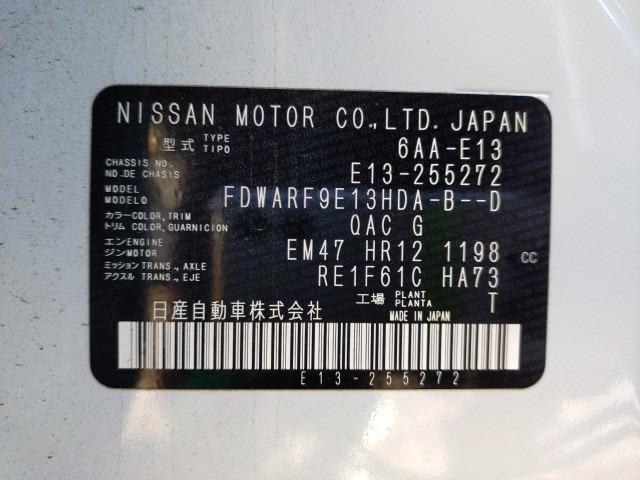 NISSAN MOTOR CO.,LTD. JAPAN
型式 TYPE TIPO 6AA-E13
CHASSIS NO. NO.DE CHASIS E13-255272
MODEL MODELO FDWARF9E13HDA-B--D
カラー COLOR, TRIM トリム COLOR, GUARNICION QAC G
エンEN​GINE ジン MOTOR EM47 HR12 1198 CC
ミッション TRANS., AXLE アクスル TRANS., EJE RE1F61C HA73
工場 PLANT PLANTA T
日産自動車株式会社 MADE IN JAPAN
E13-255272